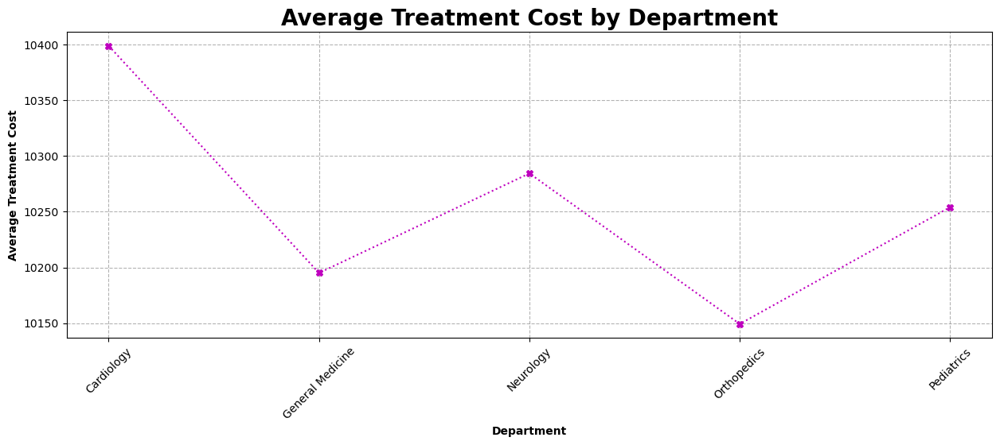 Average Treatment Cost by Department
Average Treatment Cost
10400
10350
10300
10250
10200
10150
Cardiology
General Medicine
Neurology
Orthopedics
Pediatrics
Department